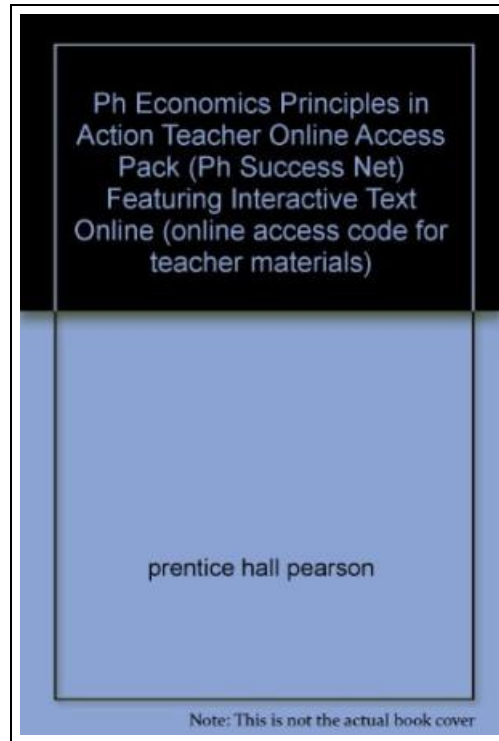 Ph Economics Principles in
Action Teacher Online Access
Pack (Ph Success Net)
Featuring Interactive Text
Online (online access code for
teacher materials)
prentice hall pearson
Note: This is not the actual book cover